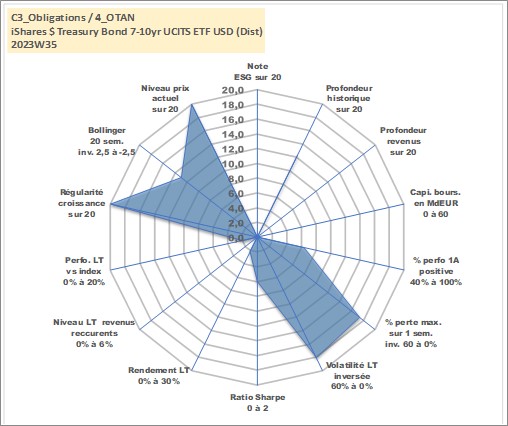 C3_Obligations / 4_OTAN
iShares $ Treasury Bond 7-10yr UCITS ETF USD (Dist)
2023W35
Note
ESG sur 20
Profondeur
historique
sur 20
Profondeur
revenus
sur 20
Capi. bours.
en MdEUR
0 à 60
% perfo 1A
positive
40% à 100%
% perte max.
sur 1 sem.
inv. 60 à 0%
Volatilité LT
inversée
60% à 0%
Ratio Sharpe
0 à 2
Rendement LT
0% à 30%
Niveau LT revenus
reccurents
0% à 6%
Perfo. LT
vs index
0% à 20%
Régularité
croissance
sur 20
Bollinger
20 sem.
inv. 2,5 à -2,5
Niveau prix
actuel
sur 20
20,0
18,0
16,0
14,0
12,0
10,0
8,0
6,0
4,0
2,0
0,0